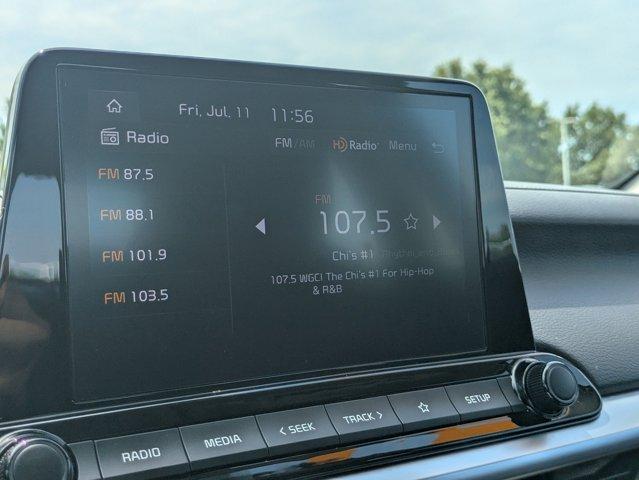 Fri, Jul, 11 11:56
Radio
FM/AM HD Radio Menu
FM 87.5
FM 88.1
FM 101.9
FM 103.5
FM
107.5
Chi's #1 Rhythm_and_
107.5 WGCI The Chi's #1 For Hip-Hop
& R&B
RADIO MEDIA < SEEK TRACK > SETUP